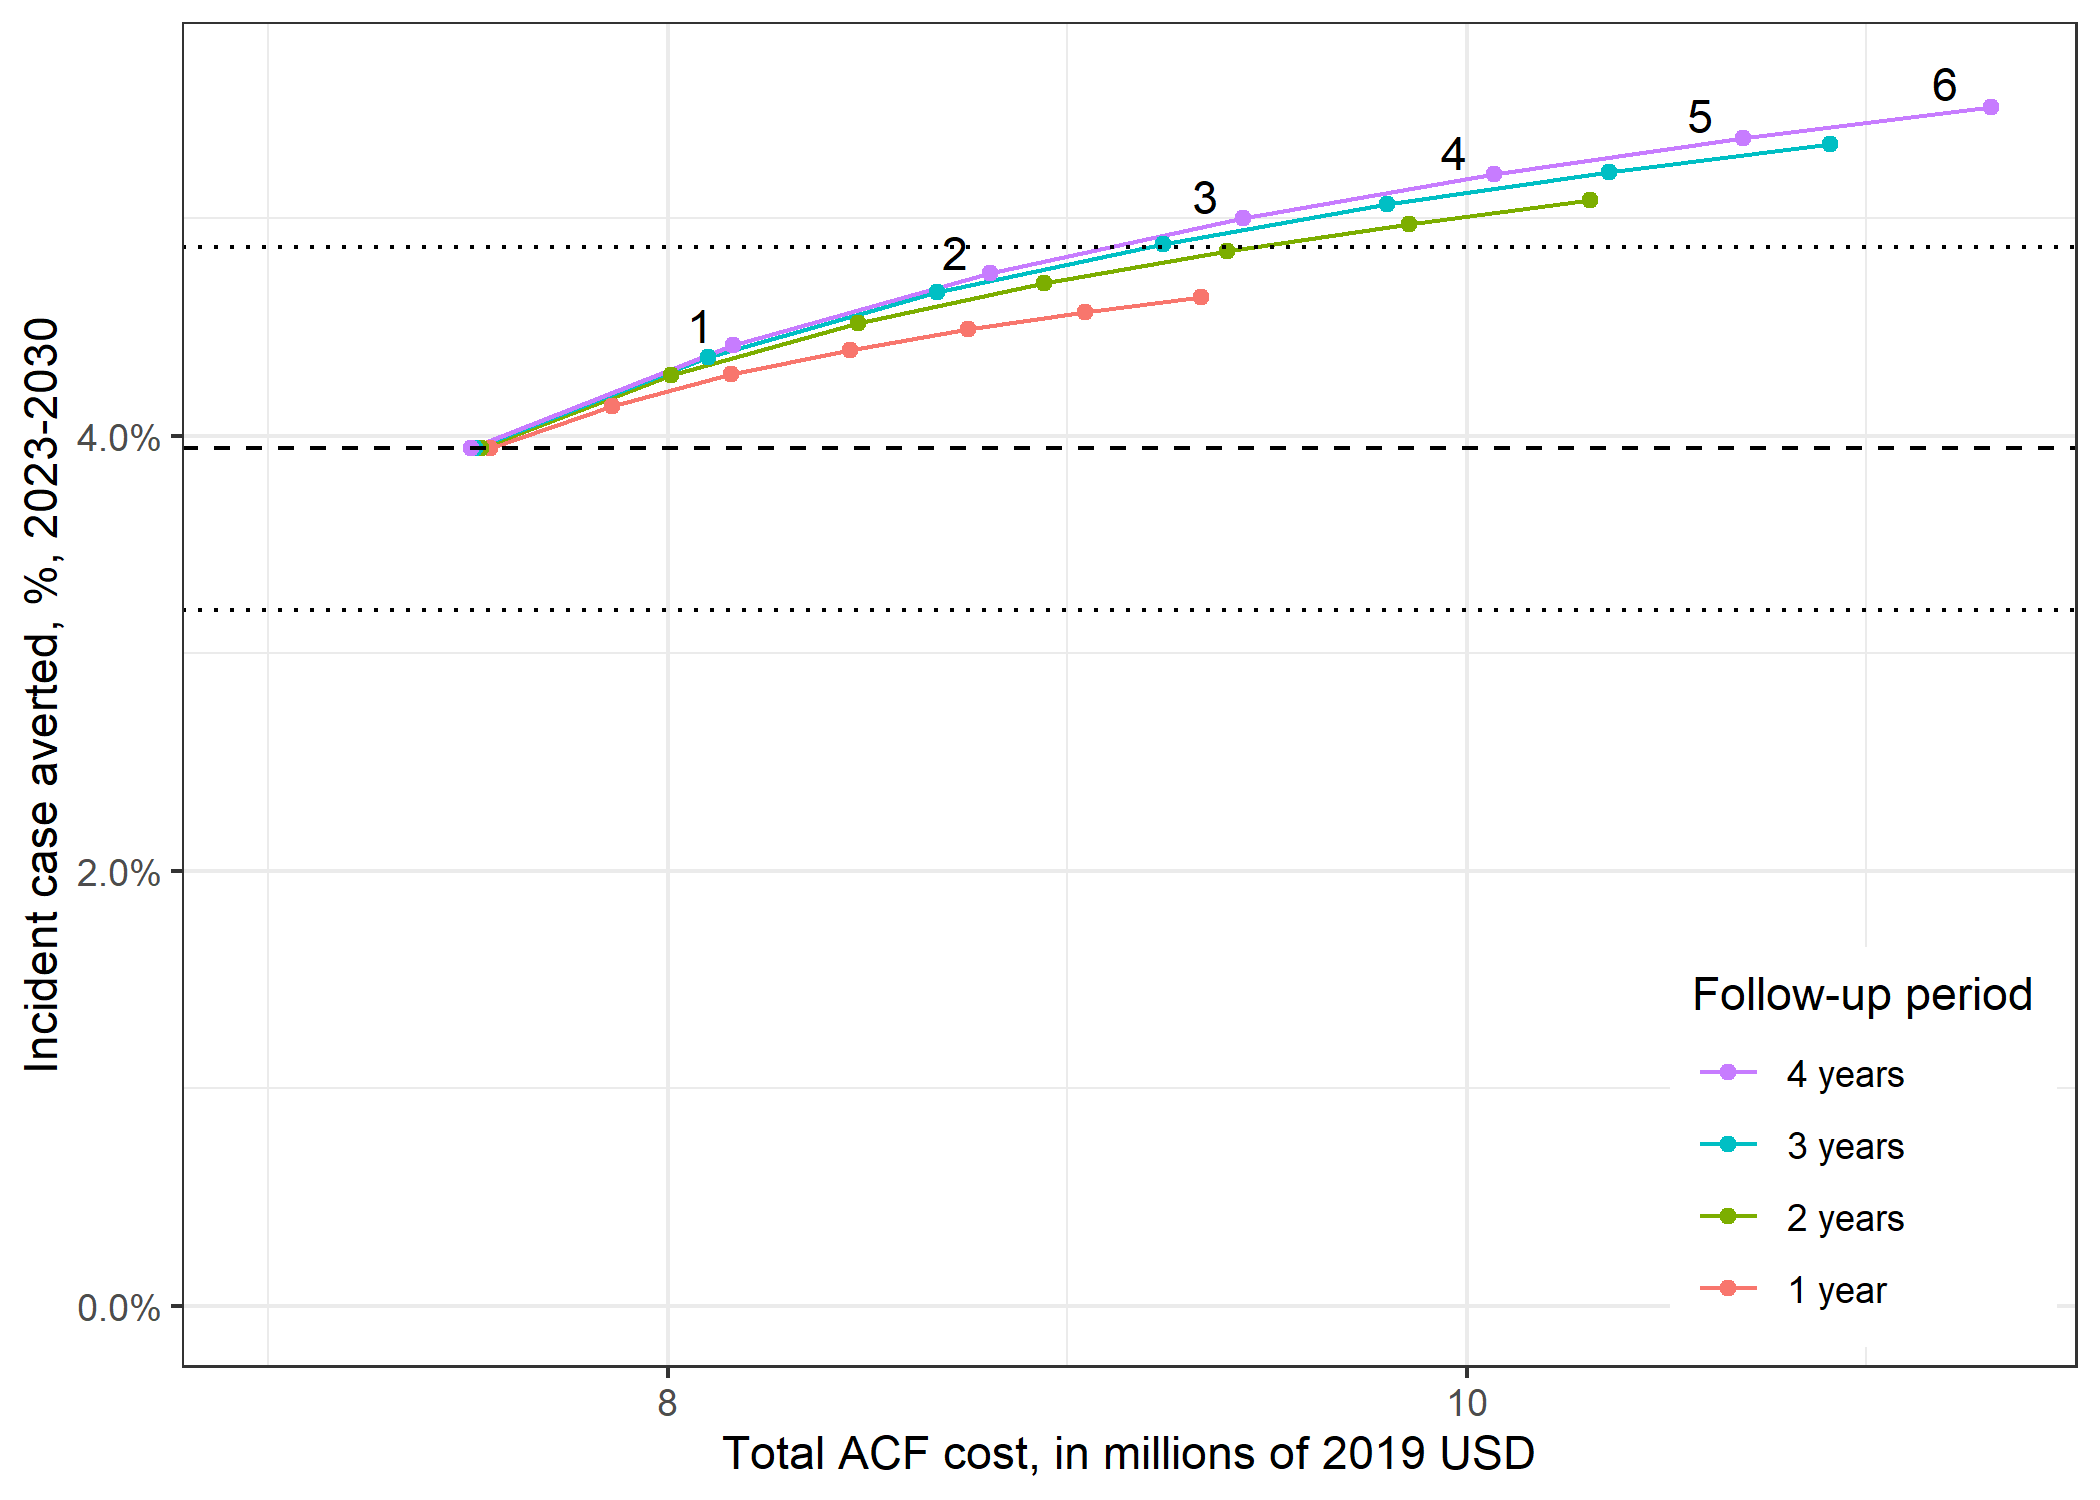 Incident case averted, %, 2023-2030
4.0%
2.0%
0.0%
1
2
3
4
5
6
Follow-up period
4 years
3 years
2 years
1 year
8
10
Total ACF cost, in millions of 2019 USD